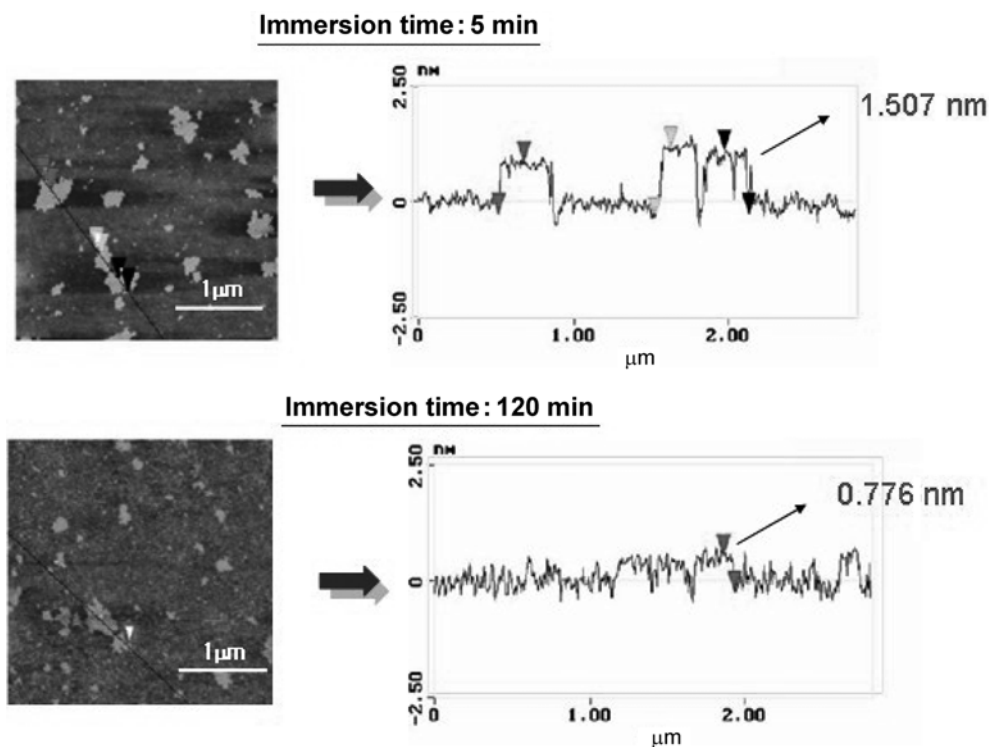 Immersion time: 5 min
nM
2.50
0
-2.50
1.507 nm
1μm
0
1.00
2.00
μm
Immersion time: 120 min
nM
2.50
0
-2.50
0.776 nm
1μm
0
1.00
2.00
μm